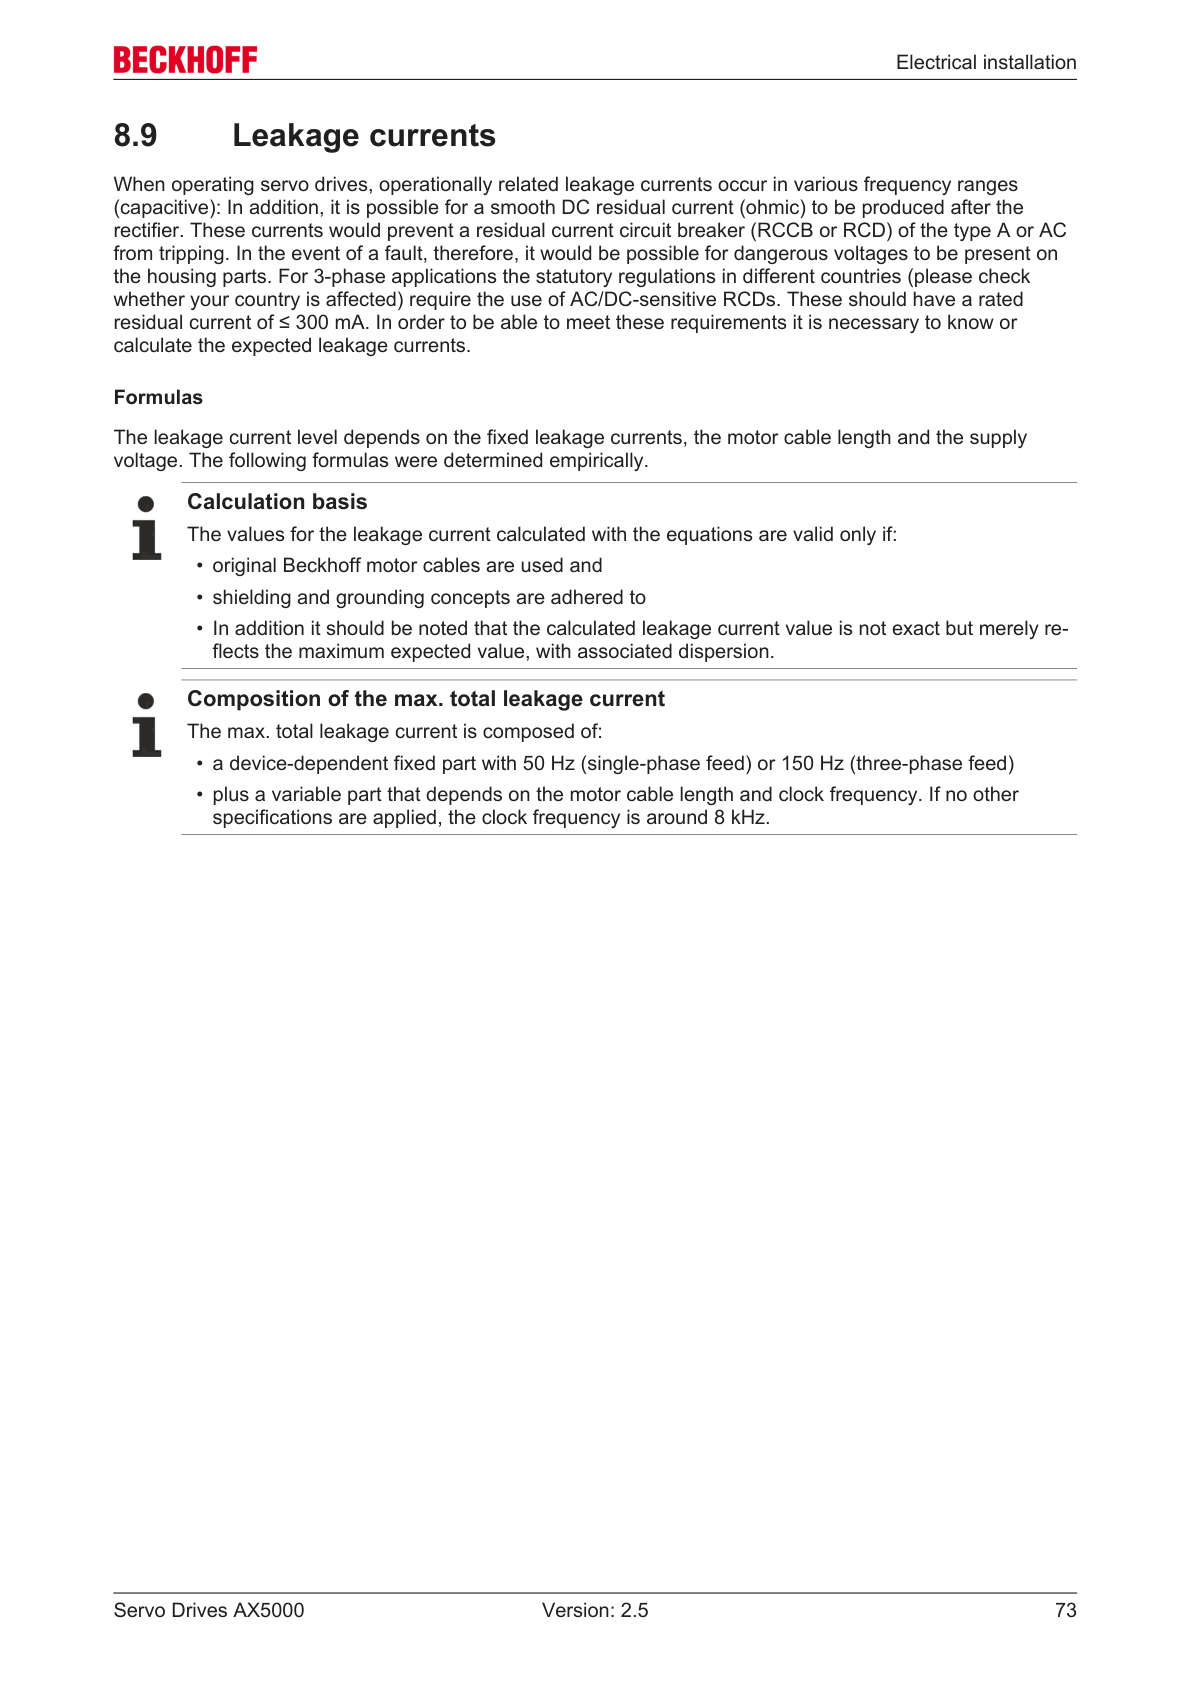 BECKHOFF
Electrical installation
8.9 Leakage currents
When operating servo drives, operationally related leakage currents occur in various frequency ranges
(capacitive): In addition, it is possible for a smooth DC residual current (ohmic) to be produced after the
rectifier. These currents would prevent a residual current circuit breaker (RCCB or RCD) of the type A or AC
from tripping. In the event of a fault, therefore, it would be possible for dangerous voltages to be present on
the housing parts. For 3-phase applications the statutory regulations in different countries (please check
whether your country is affected) require the use of AC/DC-sensitive RCDs. These should have a rated
residual current of ≤ 300 mA. In order to be able to meet these requirements it is necessary to know or
calculate the expected leakage currents.
Formulas
The leakage current level depends on the fixed leakage currents, the motor cable length and the supply
voltage. The following formulas were determined empirically.
Calculation basis
The values for the leakage current calculated with the equations are valid only if:
• original Beckhoff motor cables are used and
• shielding and grounding concepts are adhered to
• In addition it should be noted that the calculated leakage current value is not exact but merely re-
flects the maximum expected value, with associated dispersion.
Composition of the max. total leakage current
The max. total leakage current is composed of:
• a device-dependent fixed part with 50 Hz (single-phase feed) or 150 Hz (three-phase feed)
• plus a variable part that depends on the motor cable length and clock frequency. If no other
specifications are applied, the clock frequency is around 8 kHz.
Servo Drives AX5000
Version: 2.5
73